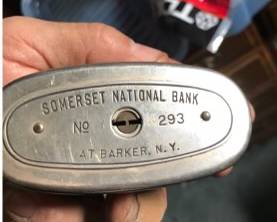 SOMERSET NATIONAL BANK
No 293
AT BARKER, N.Y.